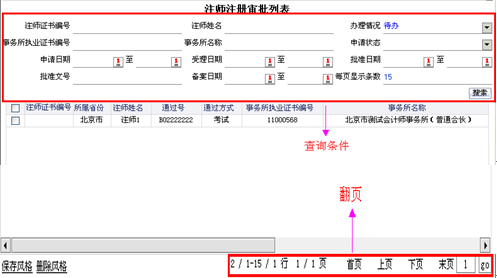 注师注册审批列表
注师证书编号 注师姓名 办理情况 待办
事务所执业证书编号 事务所名称 申请状态
申请日期 至 受理日期 至 批准日期 至
批准文号 备案日期 至 每页显示条数 15
搜索
注师证书编号 所属省份 注师姓名 通过号 通过方式 事务所执业证书编号 事务所名称
北京市 注师1 B02222222 考试 11000568 北京市测试会计师事务所(普通合伙)
查询条件
翻页
保存风格 删除风格 2 / 1-15 / 1 行 1 / 1 页 首页 上页 下页 末页 1 go